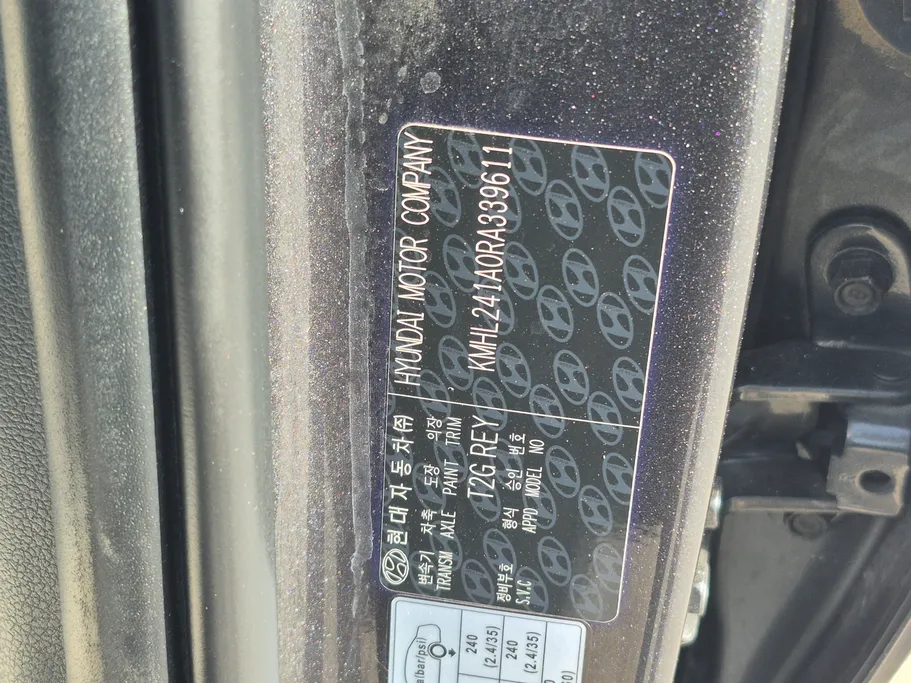 현대자동차㈜ HYUNDAI MOTOR COMPANY
변속기 차축 도장 의장
TRANSM AXLE PAINT TRIM
KMHL241A0RA339611
T2G REY
정비부호 형식 승인 번호
S.V.C APPD MODEL NO
a/bar/psi)
240
(2.4/35)
240
(2.4/35)